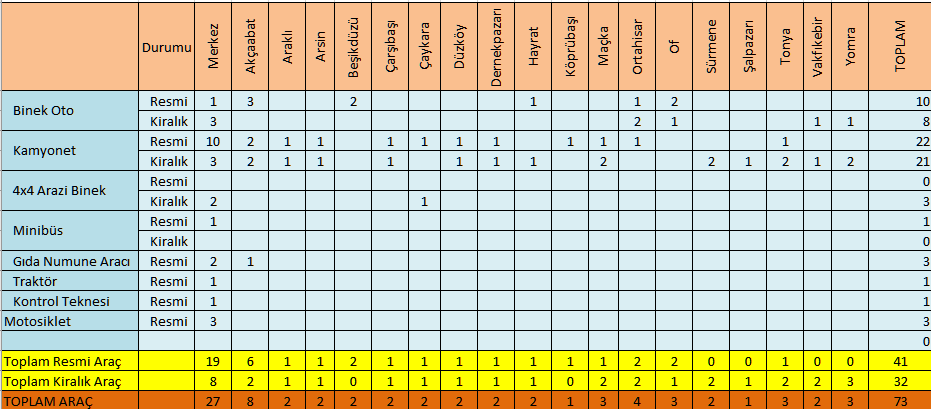 Durumu Merkez Akçaabat Araklı Arsin Beşikdüzü Çarşıbaşı Çaykara Düzköy Dernekpazarı Hayrat Köprübaşı Maçka Ortahisar Of Sürmene Şalpazarı Tonya Vakfıkebir Yomra TOPLAM
Binek Oto
Resmi 1 3 2 1 1 2 10
Kiralık 3 2 1 1 1 8
Kamyonet
Resmi 10 2 1 1 1 1 1 1 1 1 1 1 22
Kiralık 3 2 1 1 1 1 1 1 2 2 1 2 1 2 21
4x4 Arazi Binek
Resmi 0
Kiralık 2 1 3
Minibüs
Resmi 1 1
Kiralık 0
Gıda Numune Aracı Resmi 2 1 3
Traktör Resmi 1 1
Kontrol Teknesi Resmi 1 1
Motosiklet Resmi 3 3
0
Toplam Resmi Araç 19 6 1 1 2 1 1 1 1 1 1 1 2 2 0 0 1 0 0 41
Toplam Kiralık Araç 8 2 1 1 0 1 1 1 1 1 0 2 2 1 2 1 2 2 3 32
TOPLAM ARAÇ 27 8 2 2 2 2 2 2 2 2 1 3 4 3 2 1 3 2 3 73